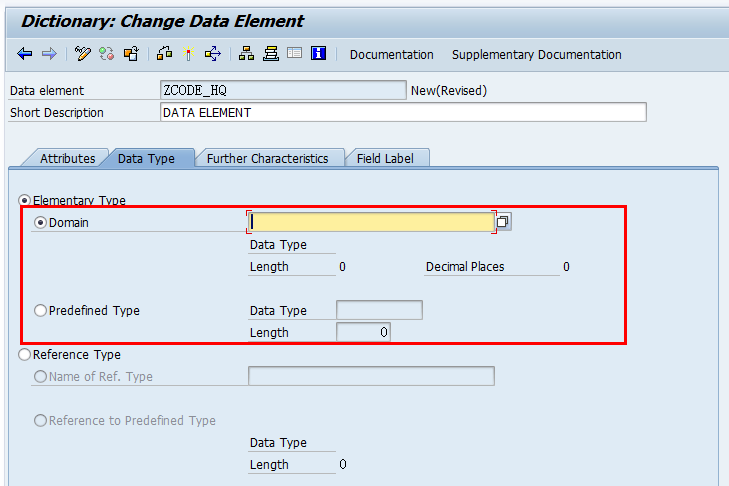 Dictionary: Change Data Element
Documentation Supplementary Documentation
Data element ZCODE_HQ New(Revised)
Short Description DATA ELEMENT
Attributes Data Type Further Characteristics Field Label
Elementary Type
Domain
Data Type
Length 0 Decimal Places 0
Predefined Type Data Type
Length 0
Reference Type
Name of Ref. Type
Reference to Predefined Type
Data Type
Length 0